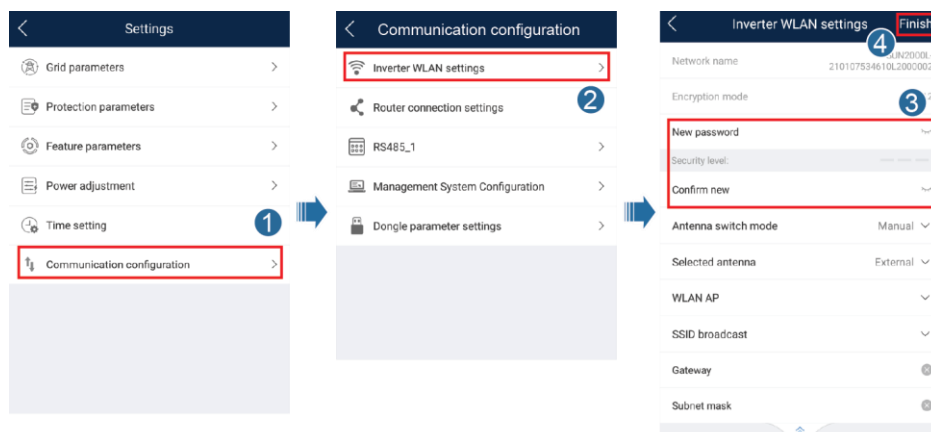 Settings
Grid parameters
Protection parameters
Feature parameters
Power adjustment
Time setting
1
Communication configuration
Communication configuration
Inverter WLAN settings
2
Router connection settings
RS485_1
Management System Configuration
Dongle parameter settings
Inverter WLAN settings
Finish
4
Network name
210107534610L2000002
Encryption mode
3
New password
Security level:
Confirm new
Antenna switch mode
Manual
Selected antenna
External
WLAN AP
SSID broadcast
Gateway
Subnet mask